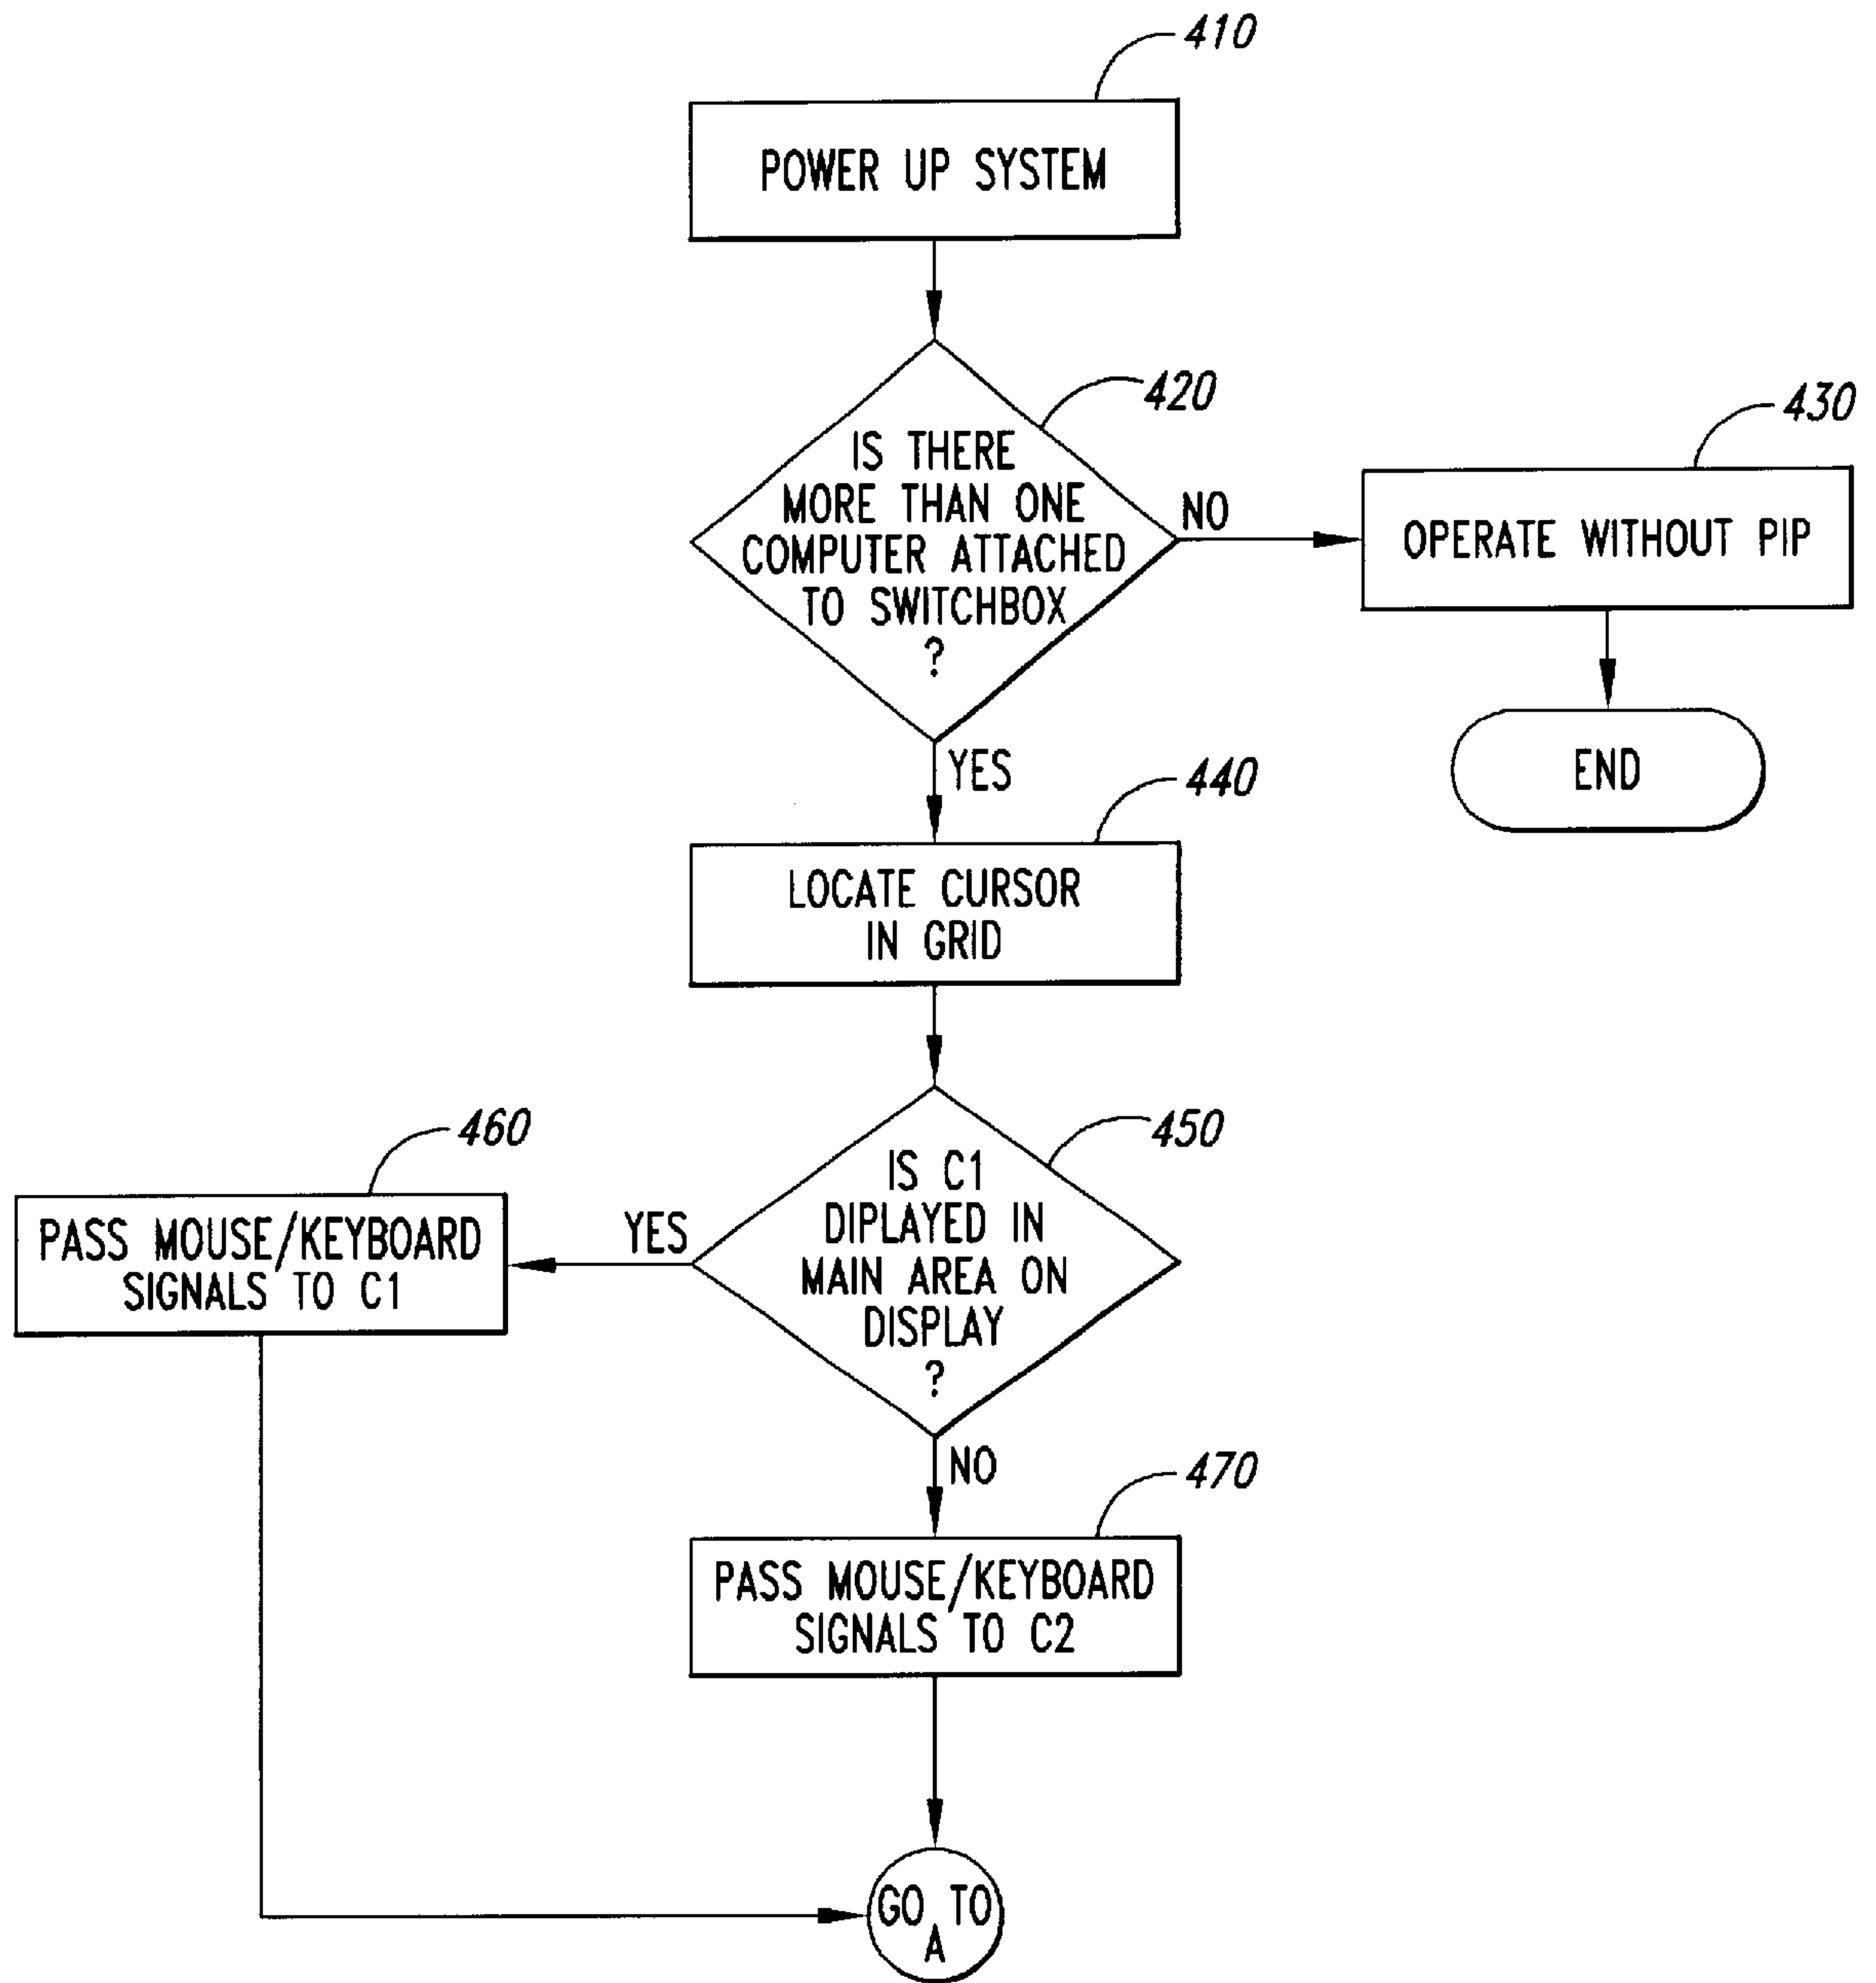 410
POWER UP SYSTEM
420
IS THERE
MORE THAN ONE
COMPUTER ATTACHED
TO SWITCHBOX
?
NO
430
OPERATE WITHOUT PIP
END
YES
440
LOCATE CURSOR
IN GRID
450
IS C1
DIPLAYED IN
MAIN AREA ON
DISPLAY
?
YES
460
PASS MOUSE/KEYBOARD
SIGNALS TO C1
NO
470
PASS MOUSE/KEYBOARD
SIGNALS TO C2
GO TO
A